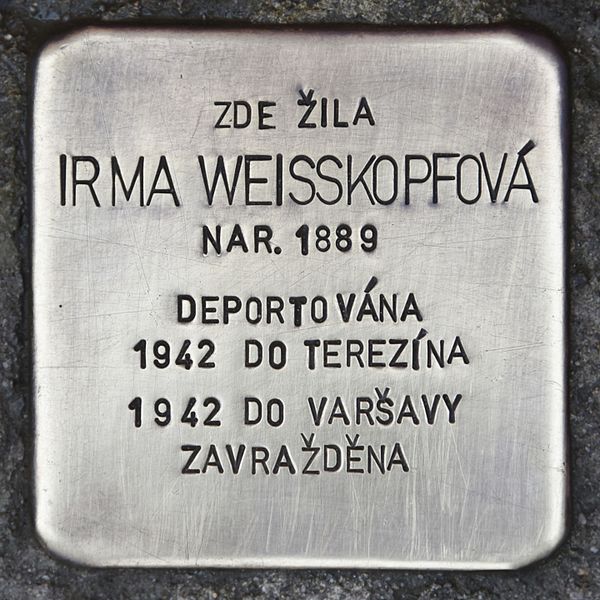 ZDE ŽILA
IRMA WEISSKOPFOVÁ
NAR. 1889
DEPORTOVÁNA
1942 DO TEREZÍNA
1942 DO VARŠAVY
ZAVRAŽDĚNA